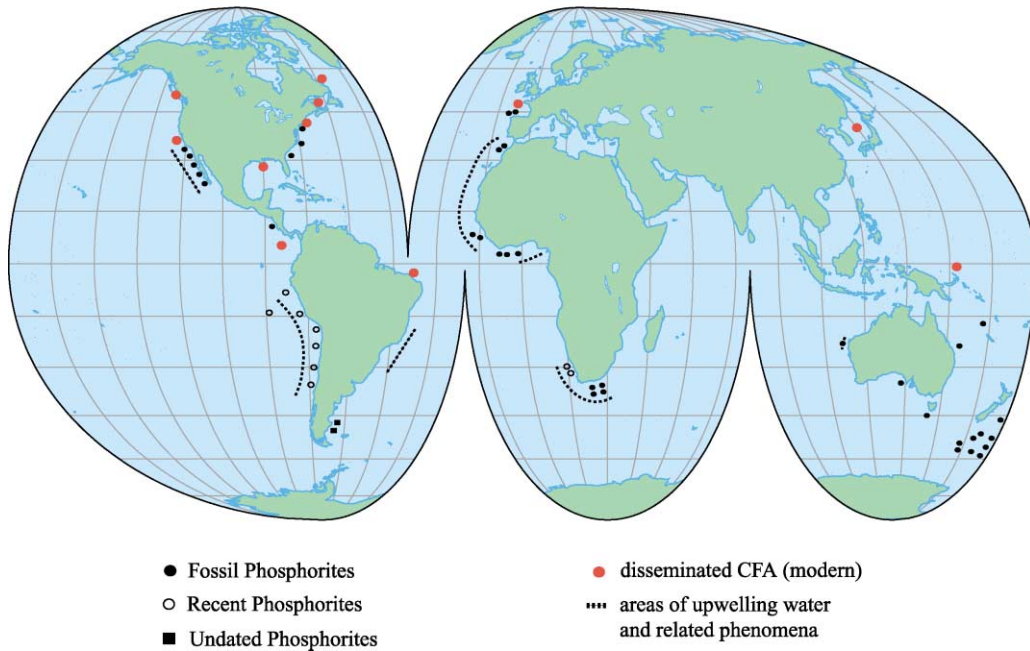 Fossil Phosphorites
Recent Phosphorites
Undated Phosphorites
disseminated CFA (modern)
areas of upwelling water
and related phenomena